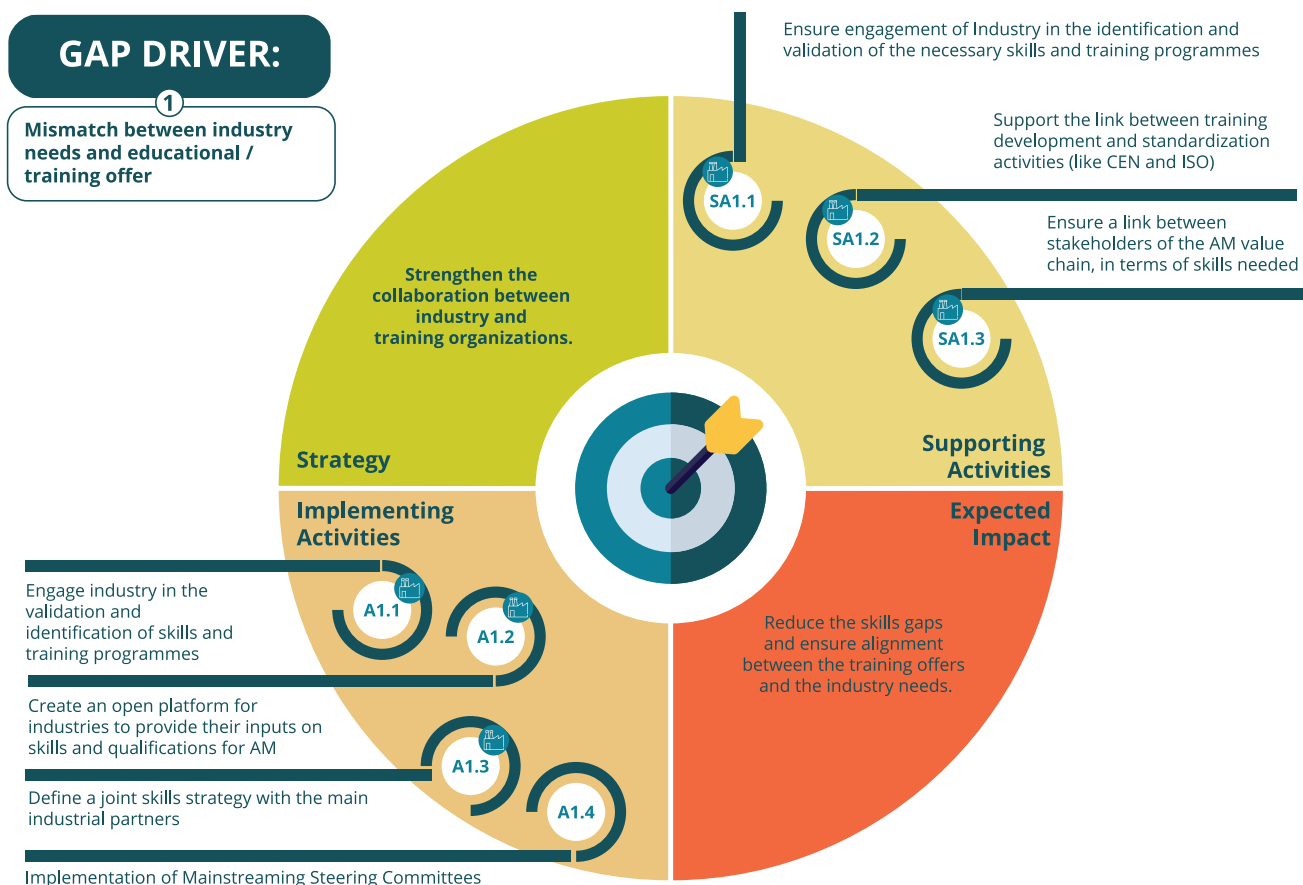 GAP DRIVER:
1
Mismatch between industry
needs and educational /
training offer
Ensure engagement of Industry in the identification and
validation of the necessary skills and training programmes
Support the link between training
development and standardization
activities (like CEN and ISO)
Ensure a link between
stakeholders of the AM value
chain, in terms of skills needed
SA1.1
SA1.2
SA1.3
Strengthen the
collaboration between
industry and
training organizations.
Strategy
Supporting
Activities
Implementing
Activities
Expected
Impact
A1.1
A1.2
A1.3
A1.4
Engage industry in the
validation and
identification of skills and
training programmes
Create an open platform for
industries to provide their inputs on
skills and qualifications for AM
Define a joint skills strategy with the main
industrial partners
Implementation of Mainstreaming Steering Committees
Reduce the skills gaps
and ensure alignment
between the training offers
and the industry needs.